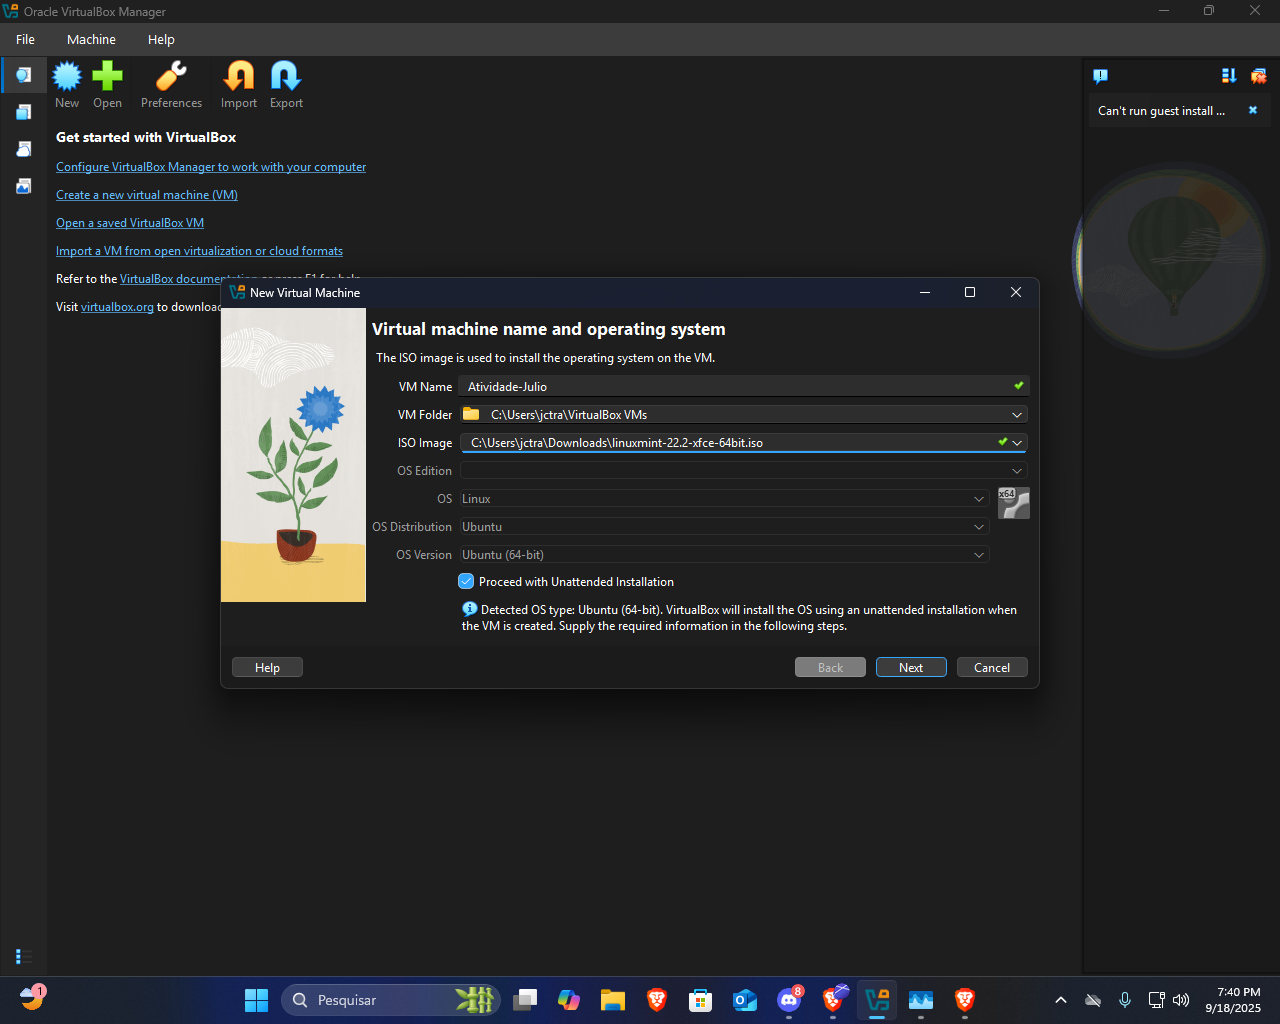 Oracle VirtualBox Manager
File Machine Help
New Open Preferences Import Export
Can't run guest install ...
Get started with VirtualBox
Configure VirtualBox Manager to work with your computer
Create a new virtual machine (VM)
Open a saved VirtualBox VM
Import a VM from open virtualization or cloud formats
Refer to the VirtualBox
Visit virtualbox.org to download
New Virtual Machine
Virtual machine name and operating system
The ISO image is used to install the operating system on the VM.
VM Name Atividade-Julio
VM Folder C:\Users\jctra\VirtualBox VMs
ISO Image C:\Users\jctra\Downloads\linuxmint-22.2-xfce-64bit.iso
OS Edition
OS Linux
x64
OS Distribution Ubuntu
OS Version Ubuntu (64-bit)
Proceed with Unattended Installation
Detected OS type: Ubuntu (64-bit). VirtualBox will install the OS using an unattended installation when
the VM is created. Supply the required information in the following steps.
Help Back Next Cancel
1
Pesquisar
8
7:40 PM
9/18/2025